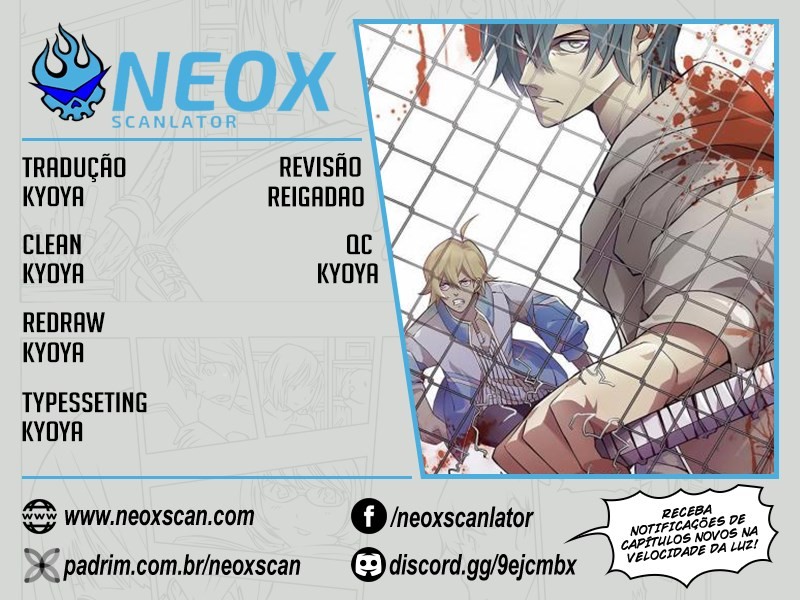 NEOX
SCANLATOR
TRADUÇÃO
KYOYA
REVISÃO
REIGADAO
CLEAN
KYOYA
QC
KYOYA
REDRAW
KYOYA
TYPESSETING
KYOYA
www.neoxscan.com
/neoxscanlator
padrim.com.br/neoxscan
discord.gg/9ejcmbx
RECEBA
NOTIFICAÇÕES DE
CAPÍTULOS NOVOS NA
VELOCIDADE DA LUZ!